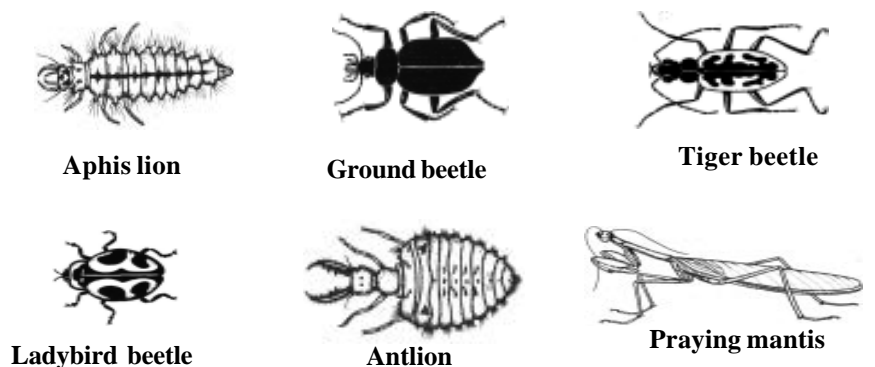 Aphis lion
Ground beetle
Tiger beetle
Ladybird beetle
Antlion
Praying mantis